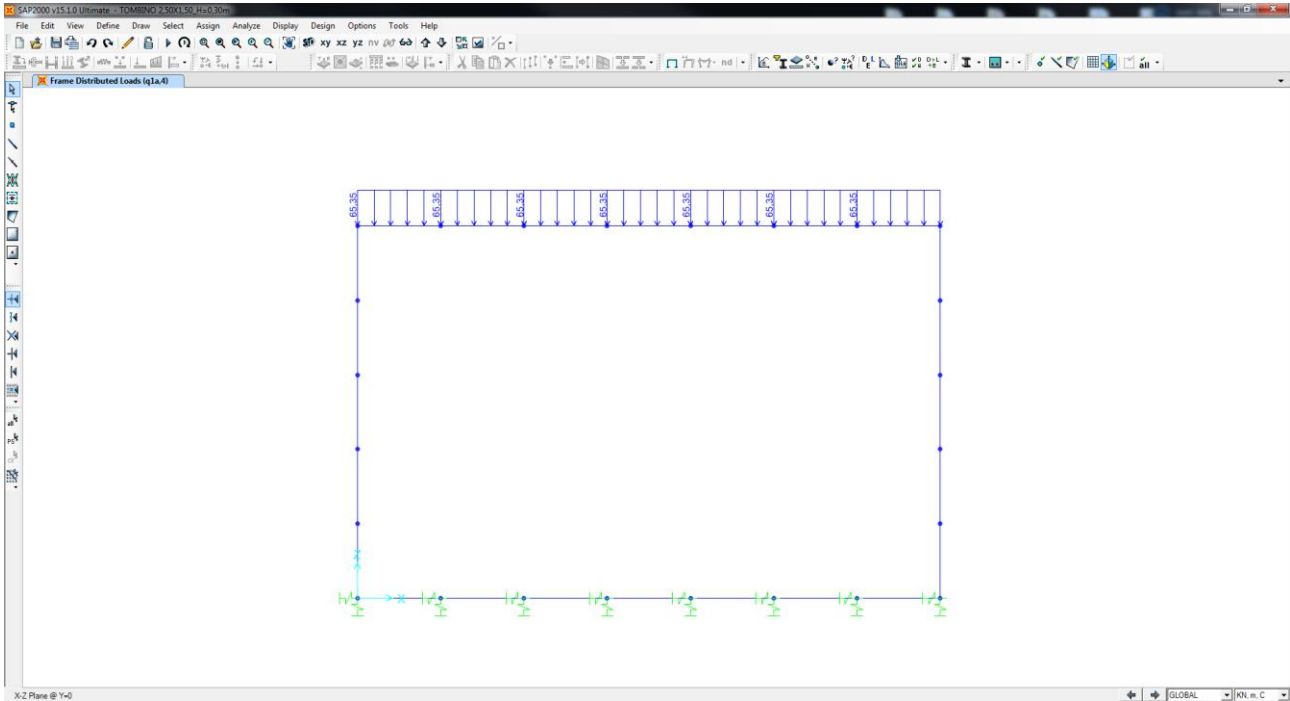 SAP2000 v15.1.0 Ultimate - TOMBINO 2,50X1,50_H=0,30m
File Edit View Define Draw Select Assign Analyze Display Design Options Tools Help
xy xz yz nv
nd
all
Frame Distributed Loads (q1a,4)
65.35 65.35 65.35 65.35 65.35 65.35 65.35
Z
X
X-Z Plane @ Y=0
GLOBAL
KN, m, C